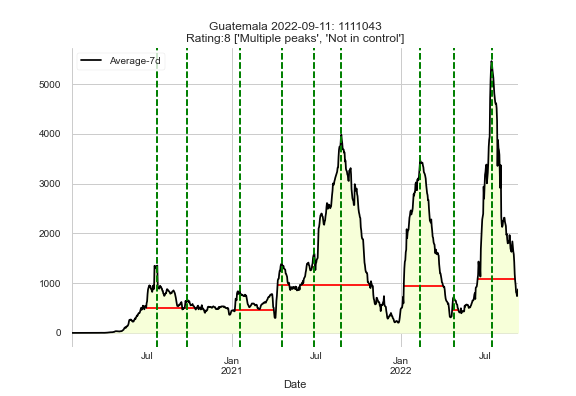 Guatemala 2022-09-11: 1111043
Rating:8 ['Multiple peaks', 'Not in control']
Average-7d
5000
4000
3000
2000
1000
0
Jul
Jan
2021
Jul
Jan
2022
Jul
Date